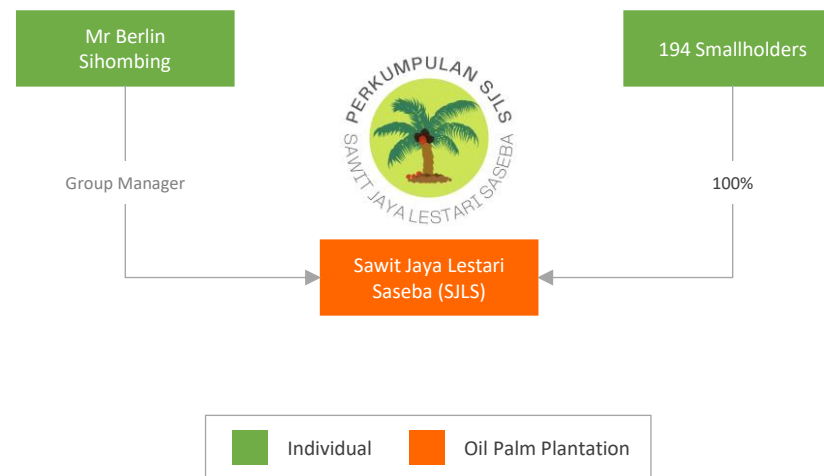 Mr Berlin
Sihombing
194 Smallholders
PERKUMPULAN SJLS
SAWIT JAYA LESTARI SASEBA
Group Manager
100%
Sawit Jaya Lestari
Saseba (SJLS)
Individual
Oil Palm Plantation